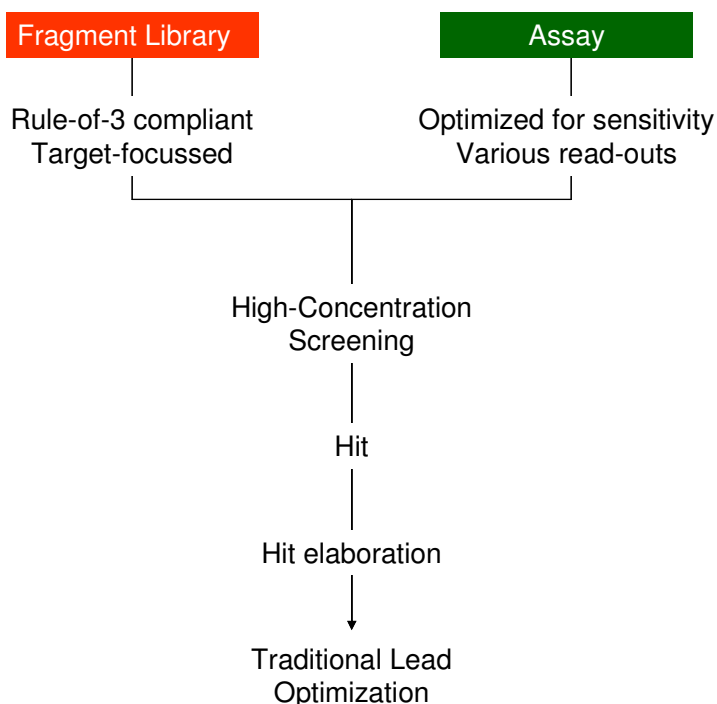 Fragment Library
Assay
Rule-of-3 compliant
Target-focussed
Optimized for sensitivity
Various read-outs
High-Concentration
Screening
Hit
Hit elaboration
Traditional Lead
Optimization